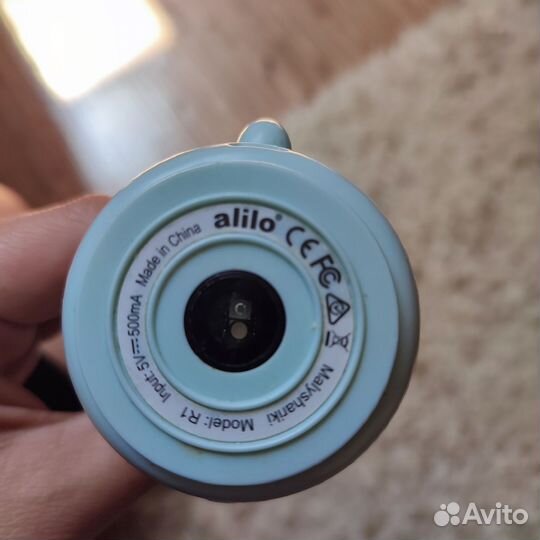 alilo®
CE FC
Malyshariki
Model: R1
Input: 5V⎓500mA
Made in China
Avito